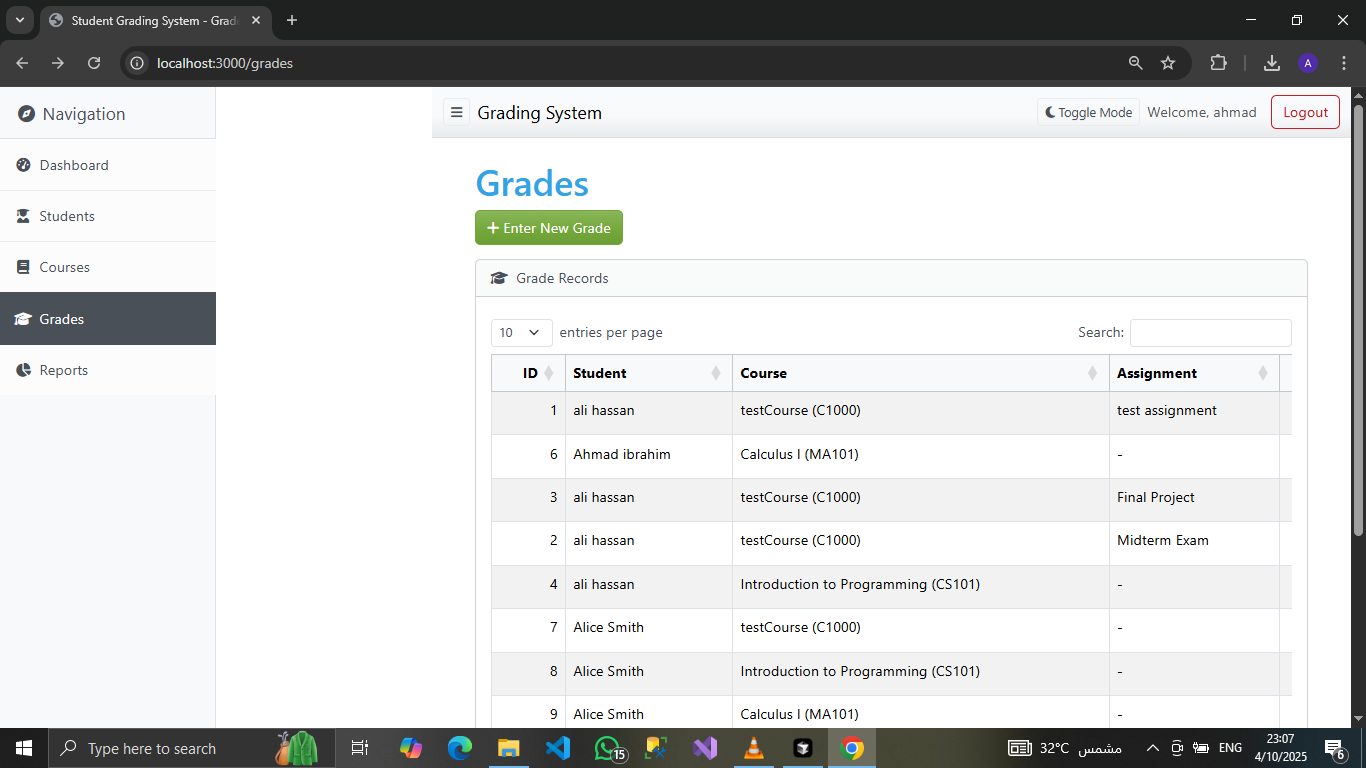 Student Grading System - Grad
localhost:3000/grades
A
Navigation
Dashboard
Students
Courses
Grades
Reports
Grading System
Toggle Mode
Welcome, ahmad
Logout
Grades
+ Enter New Grade
Grade Records
10 entries per page
Search:
ID Student Course Assignment
1 ali hassan testCourse (C1000) test assignment
6 Ahmad ibrahim Calculus I (MA101) -
3 ali hassan testCourse (C1000) Final Project
2 ali hassan testCourse (C1000) Midterm Exam
4 ali hassan Introduction to Programming (CS101) -
7 Alice Smith testCourse (C1000) -
8 Alice Smith Introduction to Programming (CS101) -
9 Alice Smith Calculus I (MA101) -
Type here to search
15
32°C مشمس
ENG
23:07
4/10/2025
6